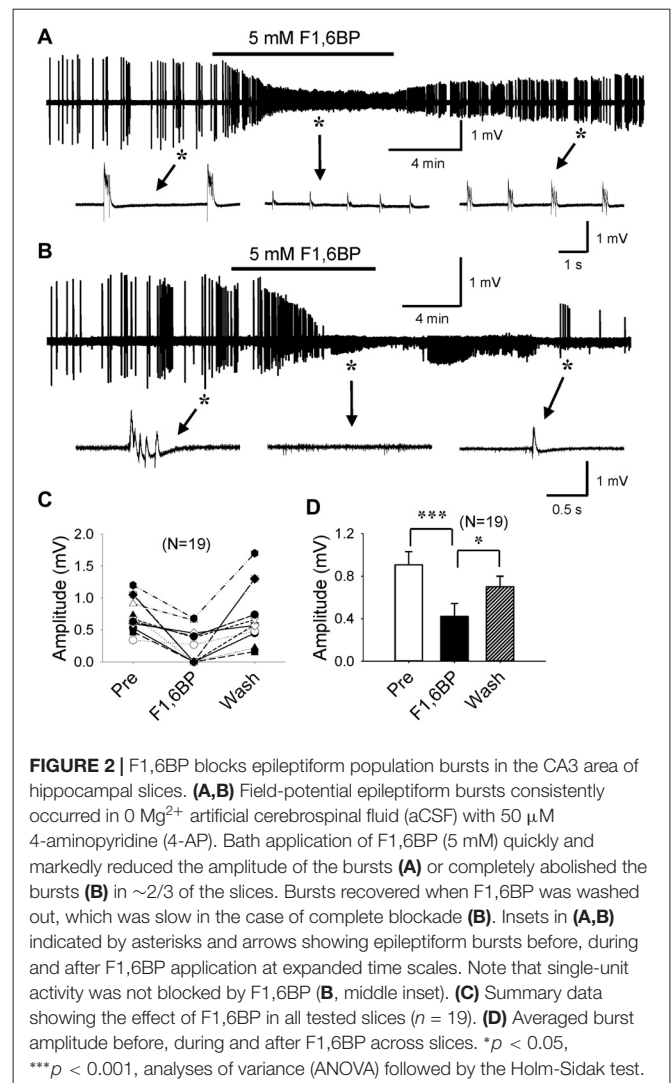 A
5 mM F1,6BP
*
*
*
1 mV
4 min
1 mV
1 s
B
5 mM F1,6BP
1 mV
4 min
*
*
*
1 mV
0.5 s
C
(N=19)
Amplitude (mV)
2.0
1.5
1.0
0.5
0.0
Pre
F1,6BP
Wash
D
(N=19)
***
*
Amplitude (mV)
1.2
0.8
0.4
0.0
Pre
F1,6BP
Wash
FIGURE 2 | F1,6BP blocks epileptiform population bursts in the CA3 area of
hippocampal slices. (A,B) Field-potential epileptiform bursts consistently
occurred in 0 Mg²⁺ artificial cerebrospinal fluid (aCSF) with 50 μM
4-aminopyridine (4-AP). Bath application of F1,6BP (5 mM) quickly and
markedly reduced the amplitude of the bursts (A) or completely abolished the
bursts (B) in ~2/3 of the slices. Bursts recovered when F1,6BP was washed
out, which was slow in the case of complete blockade (B). Insets in (A,B)
indicated by asterisks and arrows showing epileptiform bursts before, during
and after F1,6BP application at expanded time scales. Note that single-unit
activity was not blocked by F1,6BP (B, middle inset). (C) Summary data
showing the effect of F1,6BP in all tested slices (n = 19). (D) Averaged burst
amplitude before, during and after F1,6BP across slices. *p < 0.05,
***p < 0.001, analyses of variance (ANOVA) followed by the Holm-Sidak test.